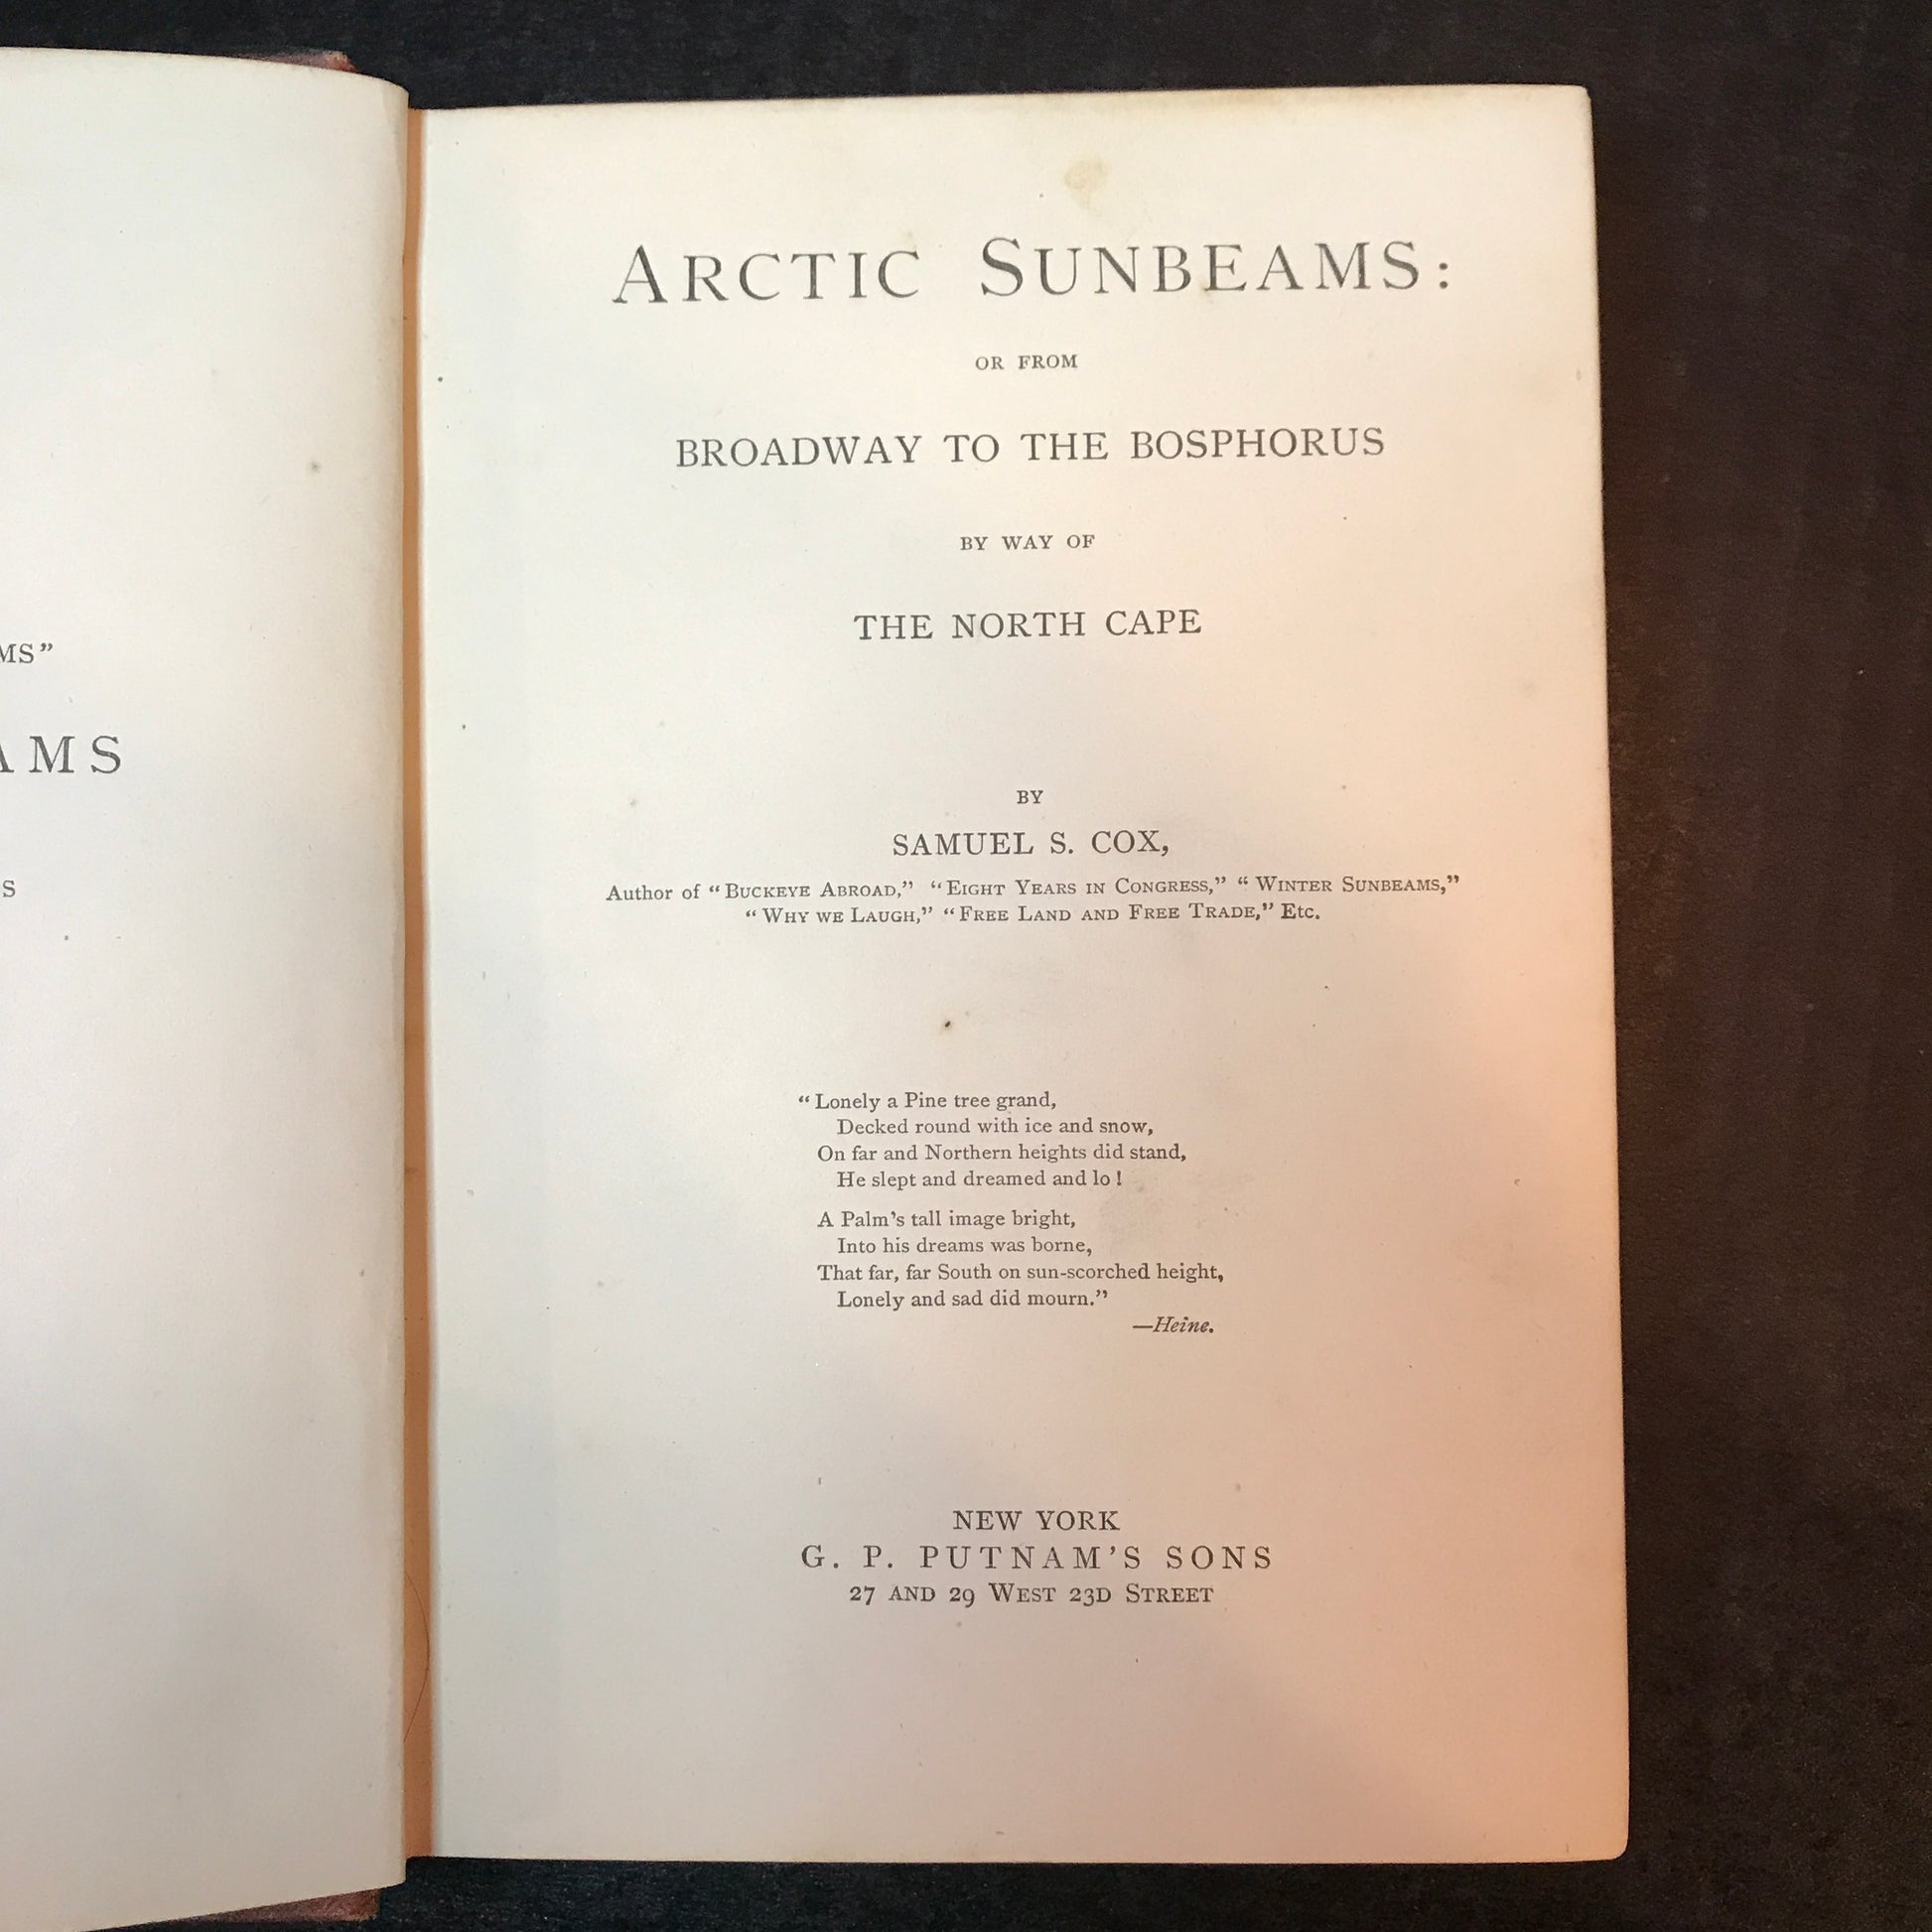 MS”
AMS
S
ARCTIC SUNBEAMS:
OR FROM
BROADWAY TO THE BOSPHORUS
BY WAY OF
THE NORTH CAPE
BY
SAMUEL S. COX,
Author of “BUCKEYE ABROAD,” “EIGHT YEARS IN CONGRESS,” “WINTER SUNBEAMS,”
“WHY WE LAUGH,” “FREE LAND AND FREE TRADE,” Etc.
“Lonely a Pine tree grand,
Decked round with ice and snow,
On far and Northern heights did stand,
He slept and dreamed and lo!
A Palm’s tall image bright,
Into his dreams was borne,
That far, far South on sun-scorched height,
Lonely and sad did mourn.”
—Heine.
NEW YORK
G. P. PUTNAM’S SONS
27 AND 29 WEST 23D STREET